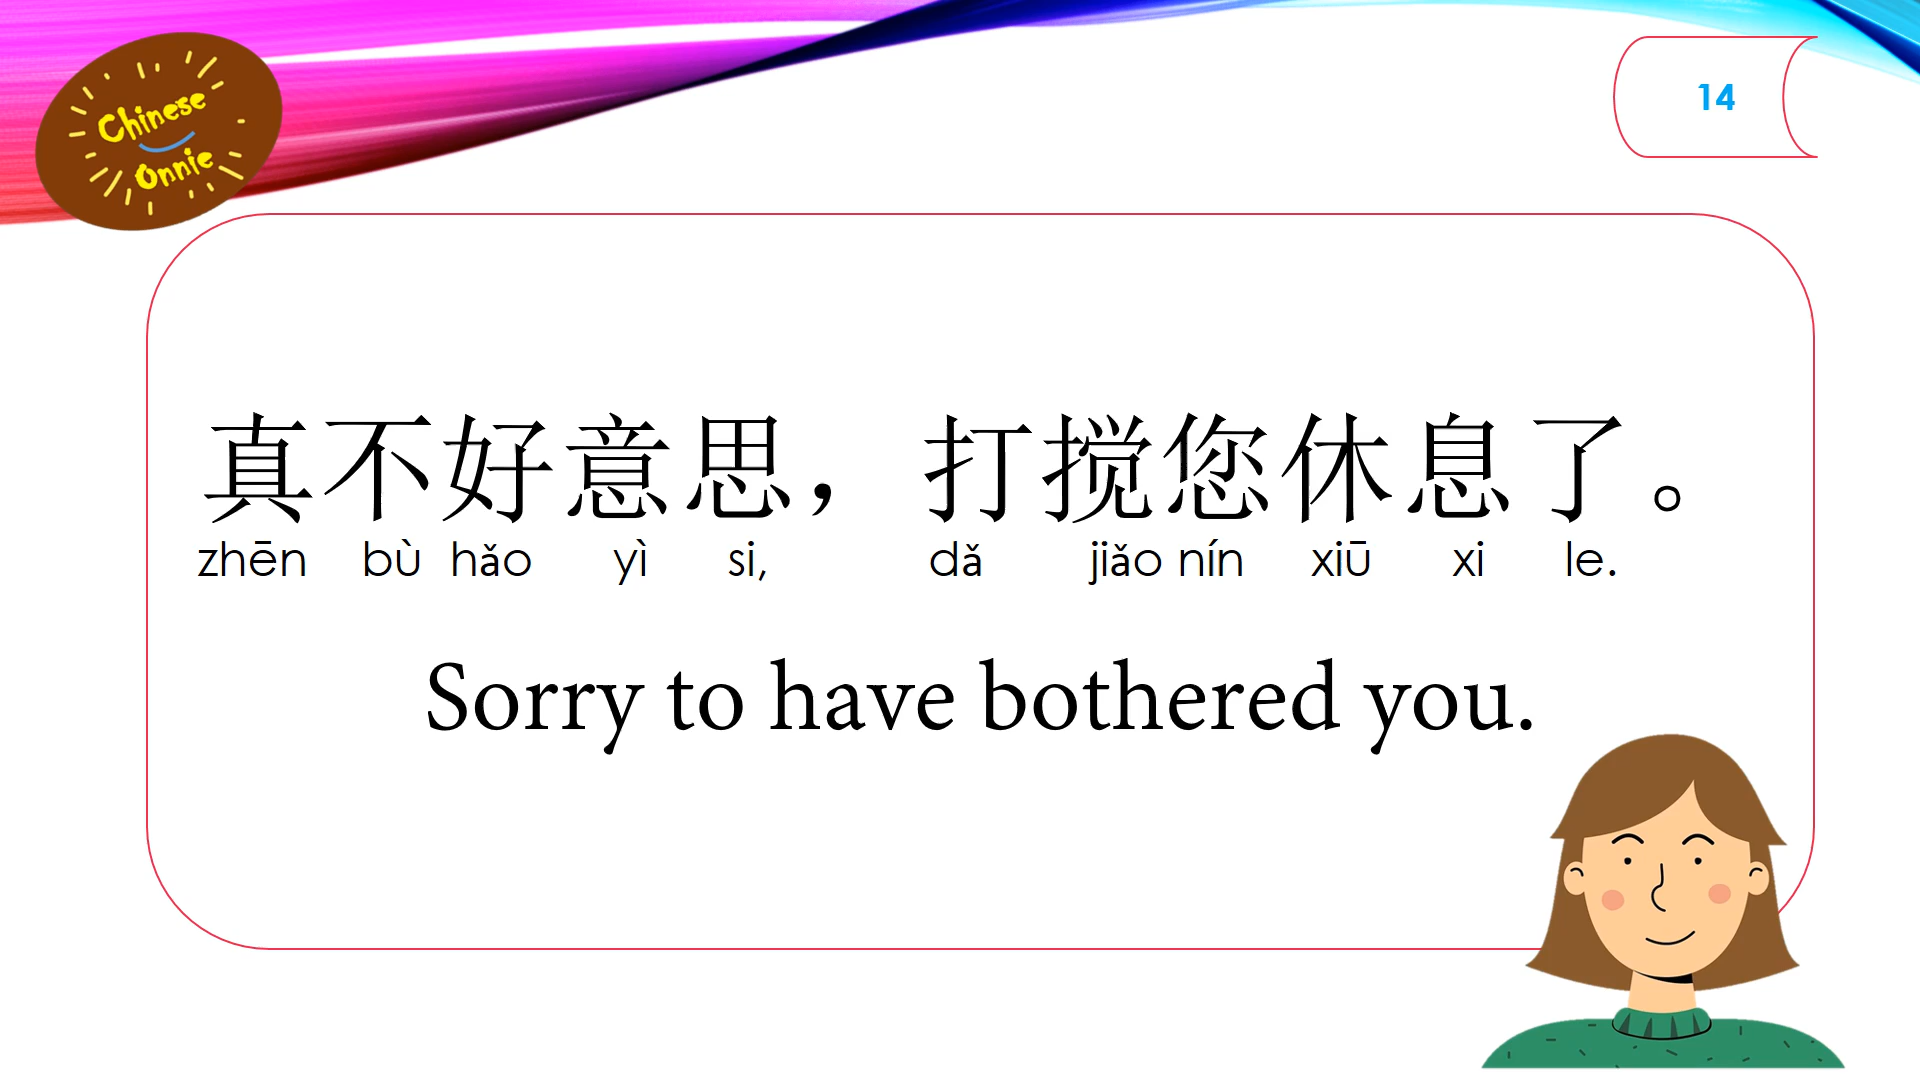 Chinese
Onnie
14
真不好意思，打搅您休息了。
zhēn bù hǎo yì si, dǎ jiǎo nín xiū xi le.
Sorry to have bothered you.